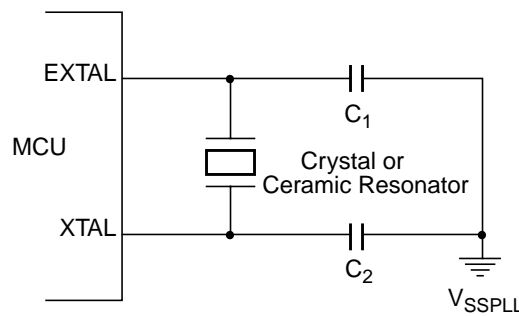 EXTAL
C1
MCU
Crystal or
Ceramic Resonator
XTAL
C2
VSSPLL